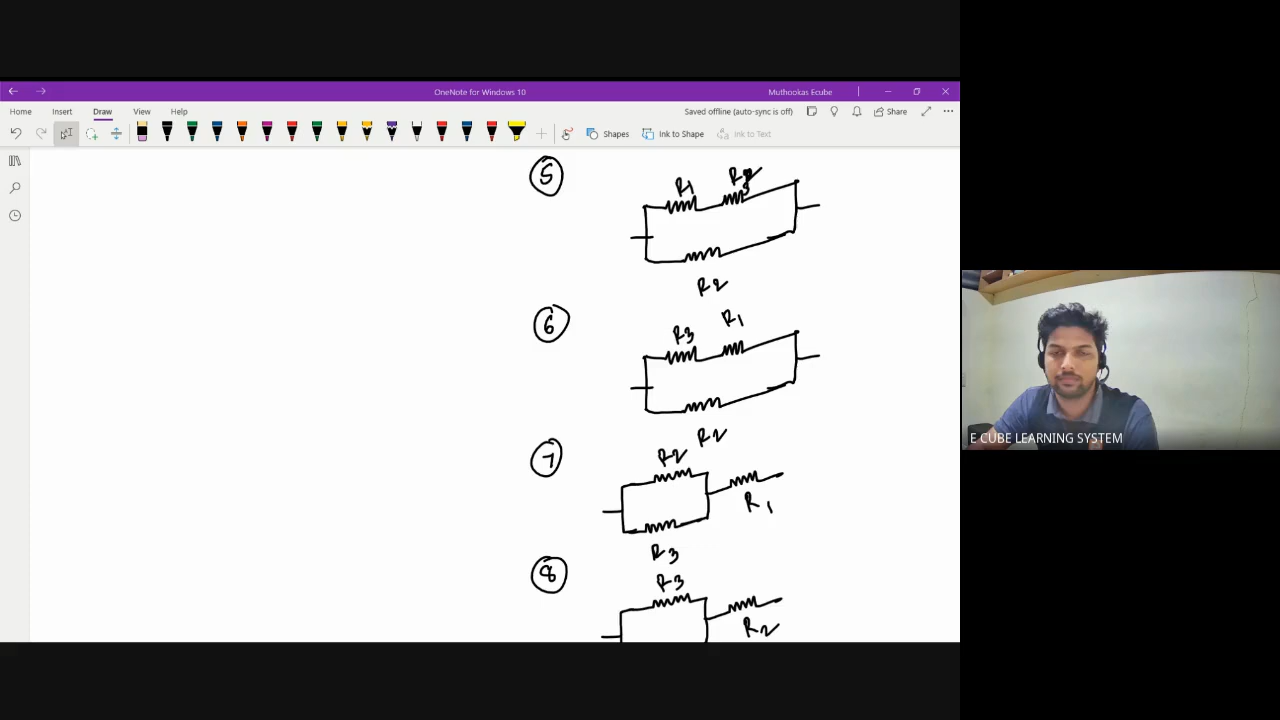 OneNote for Windows 10
Muthookas Ecube
Home Insert Draw View Help
Saved offline (auto-sync is off)
Share
Shapes
Ink to Shape
Ink to Text
5
R1
R2
6
R3 R1
R2
7
R2
R1
R3
8
R3
R2
E CUBE LEARNING SYSTEM